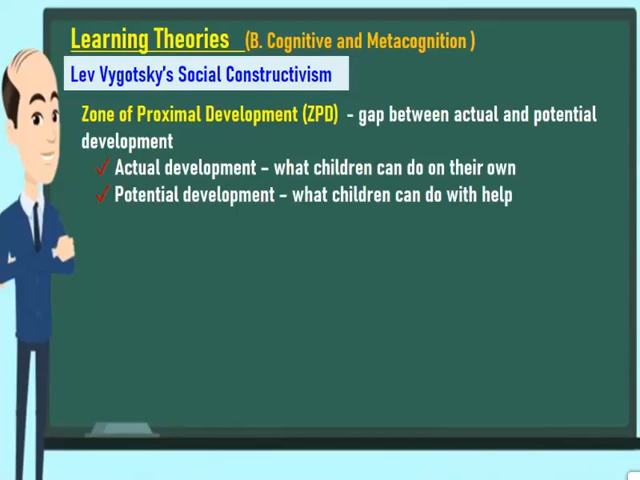 Learning Theories (B. Cognitive and Metacognition )
Lev Vygotsky's Social Constructivism
Zone of Proximal Development (ZPD) - gap between actual and potential
development
✓ Actual development – what children can do on their own
✓ Potential development – what children can do with help